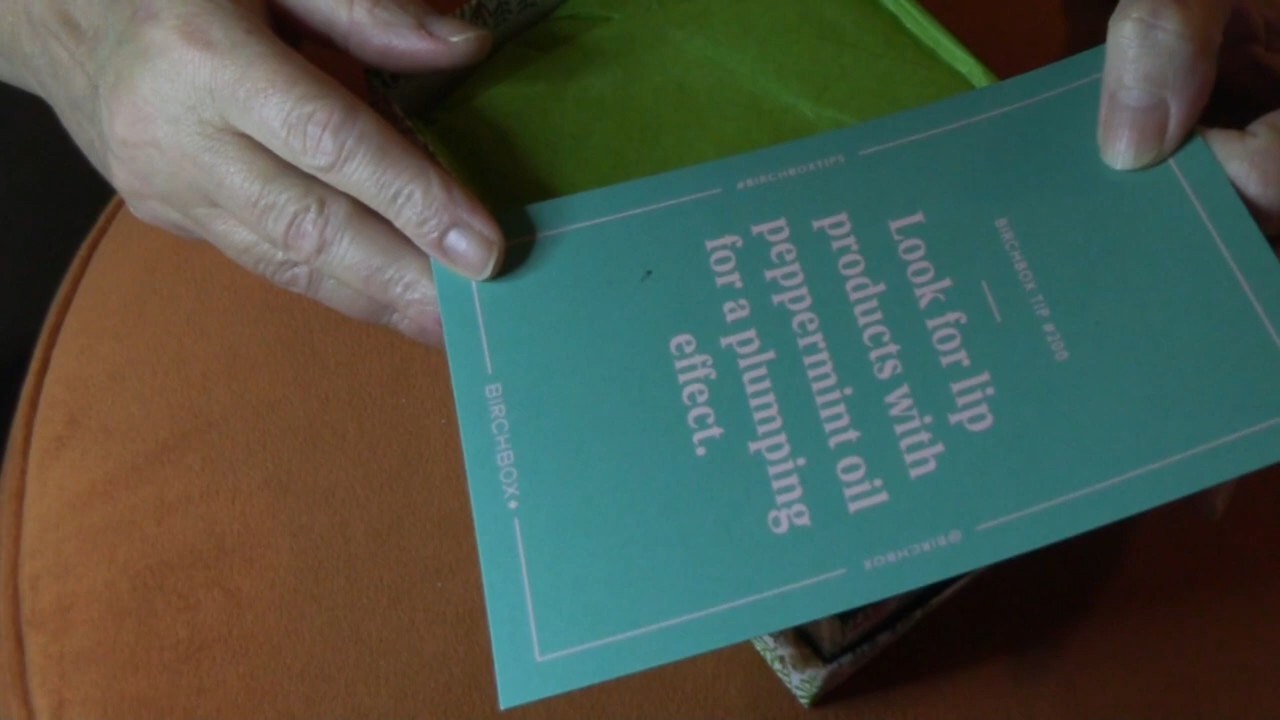 BIRCHBOX TIP #200
Look for lip
products with
peppermint oil
for a plumping
effect.
#BIRCHBOXTIPS
@BIRCHBOX
BIRCHBOX